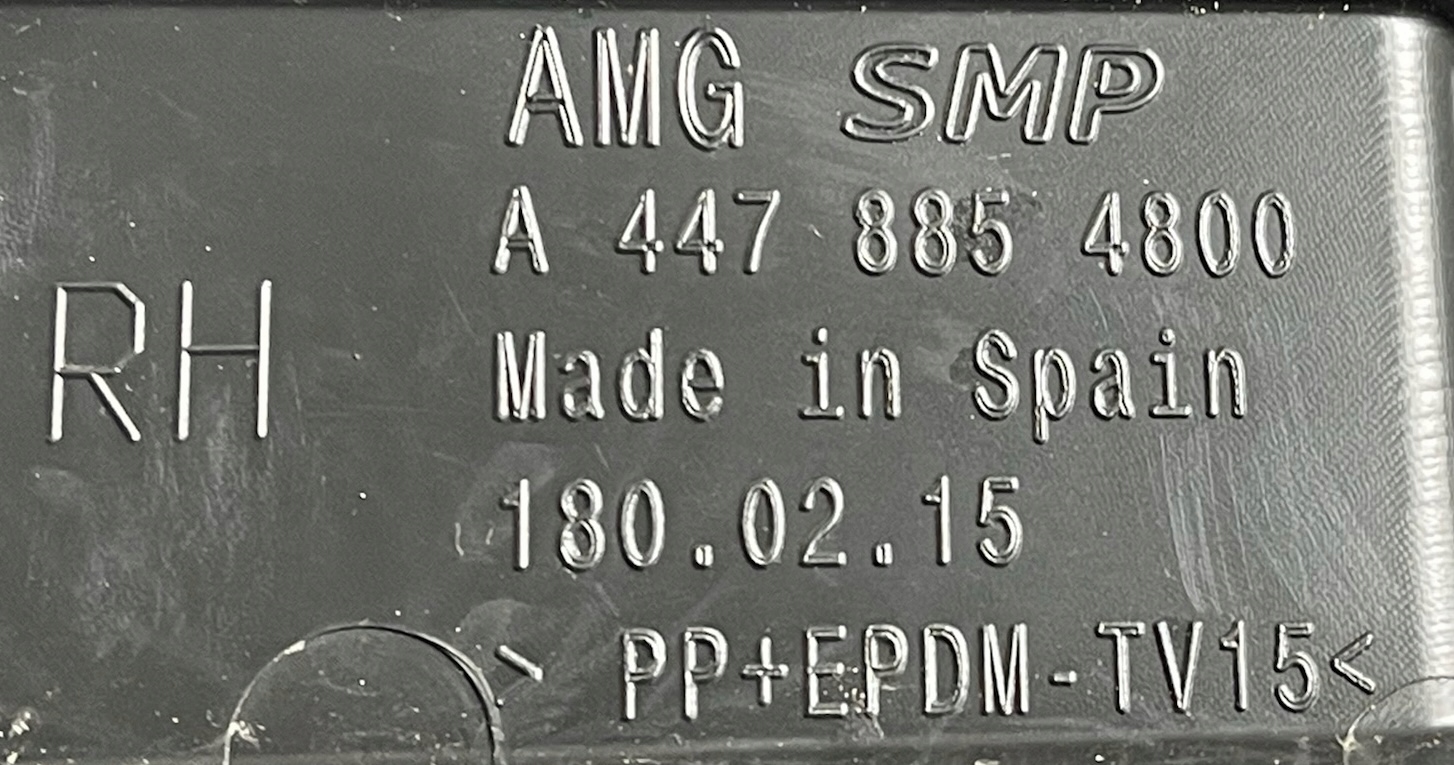 AMG SMP
A 447 885 4800
RH
Made in Spain
180.02.15
> PP+EPDM-TV15<